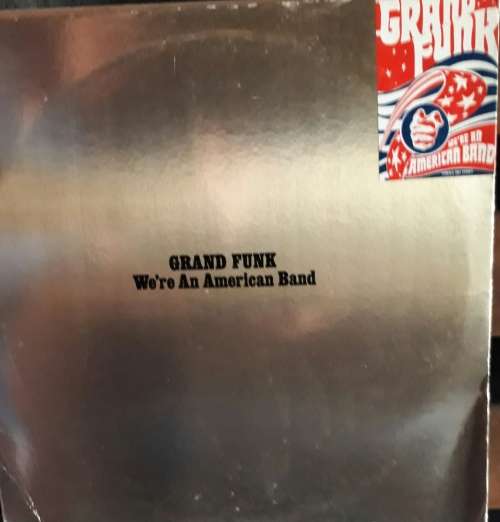 GRAND
FUNK
WE'RE AN
AMERICAN BAND
GRAND FUNK
We're An American Band